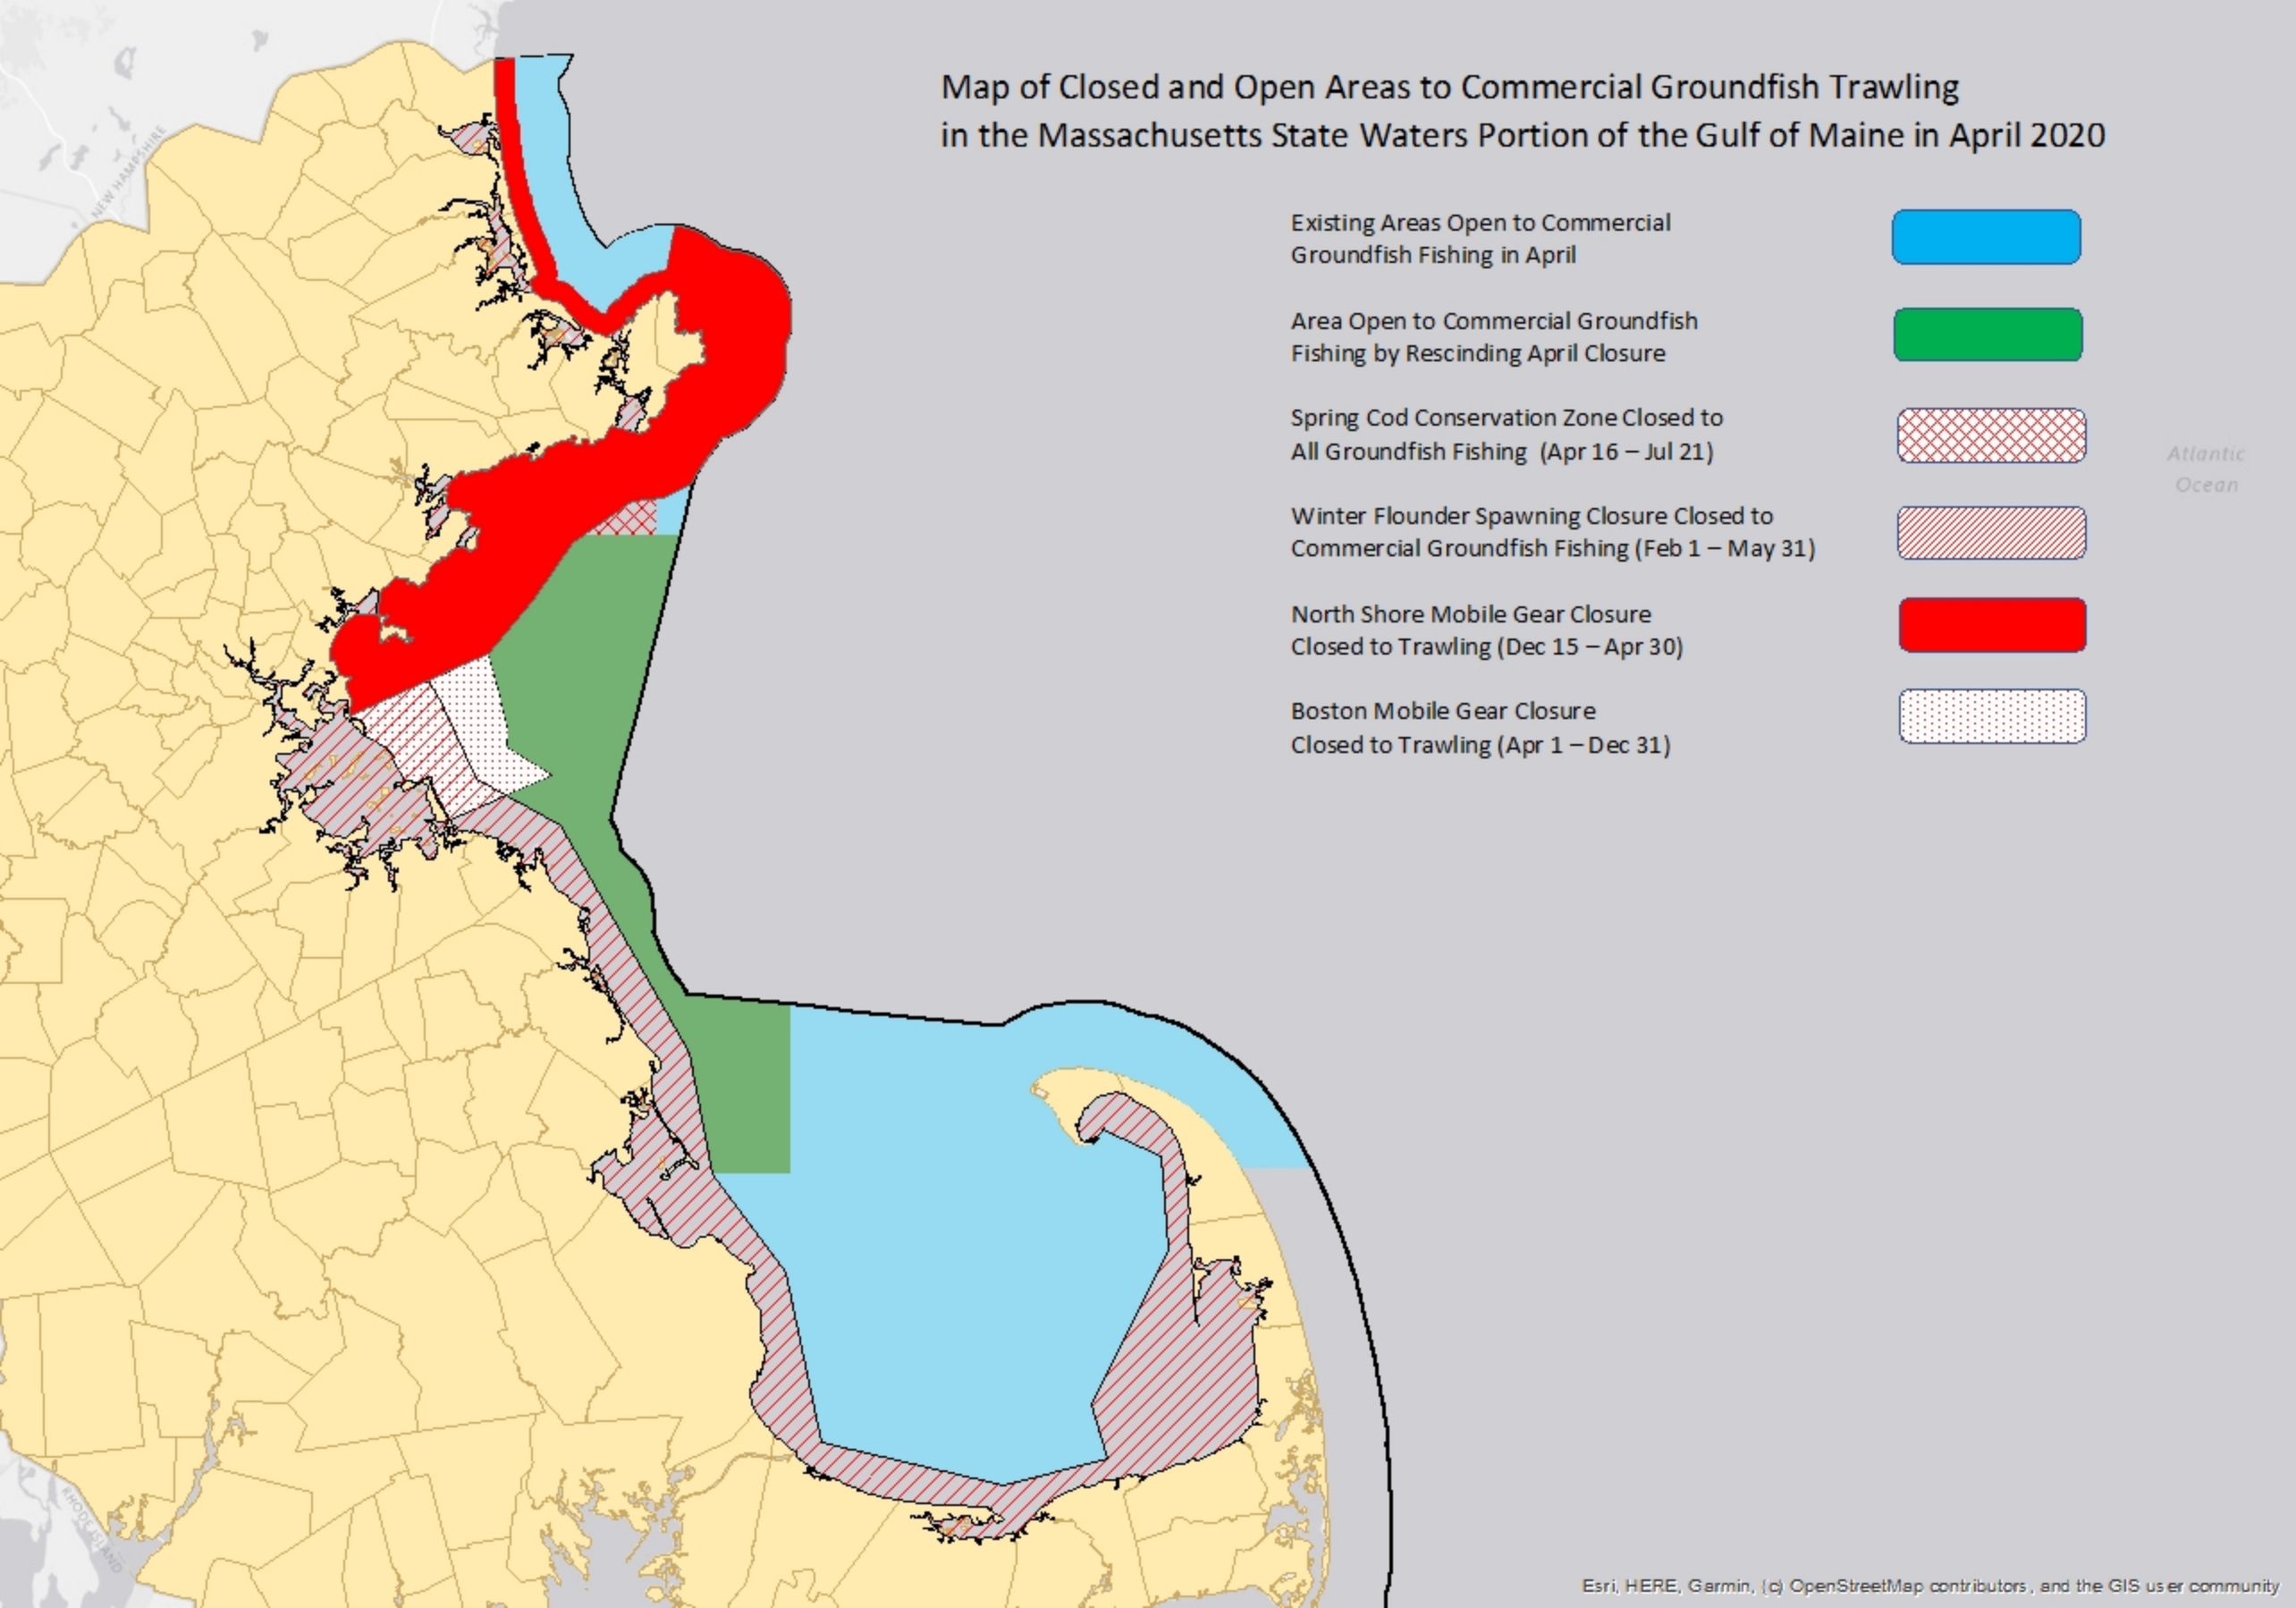 Map of Closed and Open Areas to Commercial Groundfish Trawling
in the Massachusetts State Waters Portion of the Gulf of Maine in April 2020
Existing Areas Open to Commercial
Groundfish Fishing in April
Area Open to Commercial Groundfish
Fishing by Rescinding April Closure
Spring Cod Conservation Zone Closed to
All Groundfish Fishing (Apr 16 – Jul 21)
Winter Flounder Spawning Closure Closed to
Commercial Groundfish Fishing (Feb 1 – May 31)
North Shore Mobile Gear Closure
Closed to Trawling (Dec 15 – Apr 30)
Boston Mobile Gear Closure
Closed to Trawling (Apr 1 – Dec 31)
Atlantic
Ocean
NEW HAMPSHIRE
RHODE ISLAND
Esri, HERE, Garmin, (c) OpenStreetMap contributors, and the GIS user community